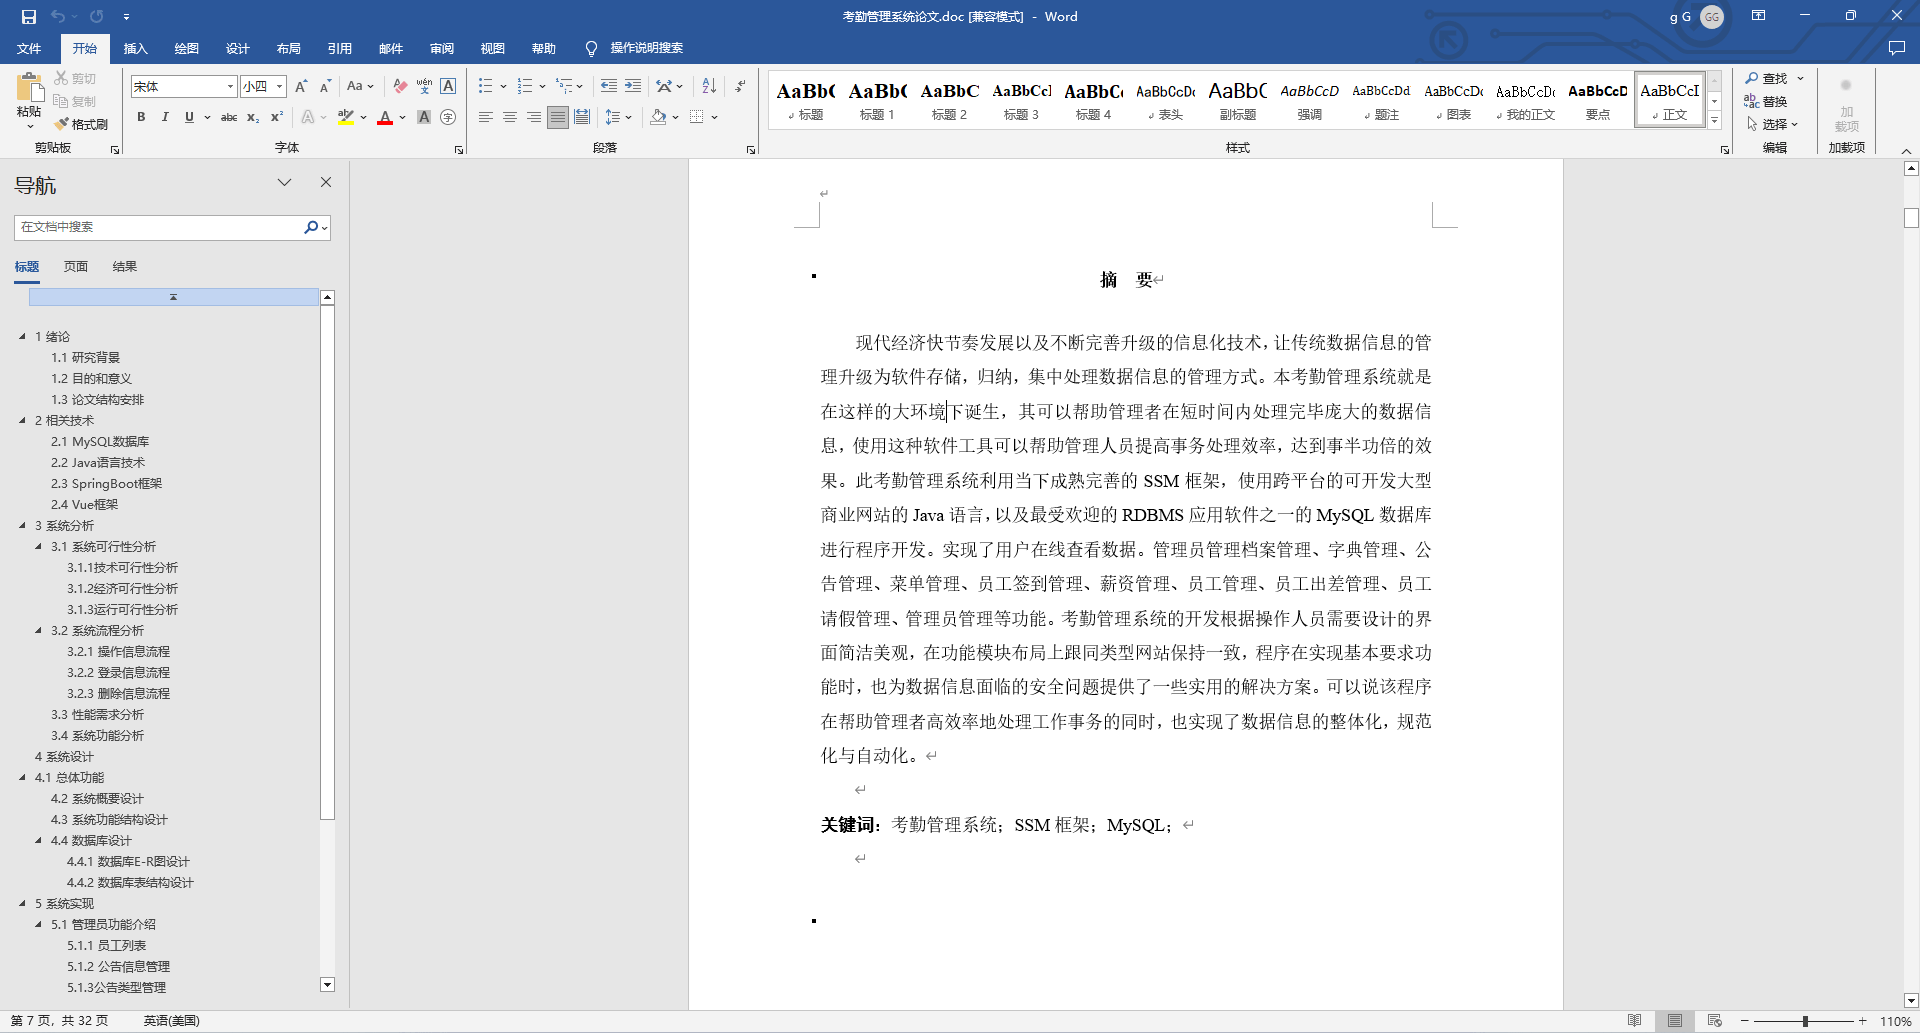 考勤管理系统论文.doc [兼容模式] - Word
g G
GG
文件 开始 插入 绘图 设计 布局 引用 邮件 审阅 视图 帮助 操作说明搜索
粘贴
剪切
复制
格式刷
剪贴板
宋体
小四
字体
段落
AaBb( 标题
AaBb( 标题 1
AaBbC 标题 2
AaBbCc] 标题 3
AaBbC( 标题 4
AaBbCcD( 表头
AaBbC 副标题
AaBbCcD 强调
AaBbCcDd 题注
AaBbCcD( 图表
AaBbCcD( 我的正文
AaBbCcD 要点
AaBbCcI 正文
样式
查找
替换
选择
编辑
加载项
加载项
导航
在文档中搜索
标题 页面 结果
1 绪论
1.1 研究背景
1.2 目的和意义
1.3 论文结构安排
2 相关技术
2.1 MySQL数据库
2.2 Java语言技术
2.3 SpringBoot框架
2.4 Vue框架
3 系统分析
3.1 系统可行性分析
3.1.1技术可行性分析
3.1.2经济可行性分析
3.1.3运行可行性分析
3.2 系统流程分析
3.2.1 操作信息流程
3.2.2 登录信息流程
3.2.3 删除信息流程
3.3 性能需求分析
3.4 系统功能分析
4 系统设计
4.1 总体功能
4.2 系统概要设计
4.3 系统功能结构设计
4.4 数据库设计
4.4.1 数据库E-R图设计
4.4.2 数据库表结构设计
5 系统实现
5.1 管理员功能介绍
5.1.1 员工列表
5.1.2 公告信息管理
5.1.3公告类型管理
摘 要
现代经济快节奏发展以及不断完善升级的信息化技术，让传统数据信息的管
理升级为软件存储，归纳，集中处理数据信息的管理方式。本考勤管理系统就是
在这样的大环境下诞生，其可以帮助管理者在短时间内处理完毕庞大的数据信
息，使用这种软件工具可以帮助管理人员提高事务处理效率，达到事半功倍的效
果。此考勤管理系统利用当下成熟完善的 SSM 框架，使用跨平台的可开发大型
商业网站的 Java 语言，以及最受欢迎的 RDBMS 应用软件之一的 MySQL 数据库
进行程序开发。实现了用户在线查看数据。管理员管理档案管理、字典管理、公
告管理、菜单管理、员工签到管理、薪资管理、员工管理、员工出差管理、员工
请假管理、管理员管理等功能。考勤管理系统的开发根据操作人员需要设计的界
面简洁美观，在功能模块布局上跟同类型网站保持一致，程序在实现基本要求功
能时，也为数据信息面临的安全问题提供了一些实用的解决方案。可以说该程序
在帮助管理者高效率地处理工作事务的同时，也实现了数据信息的整体化，规范
化与自动化。
关键词：考勤管理系统；SSM 框架；MySQL；
第 7 页，共 32 页 英语(美国)
110%